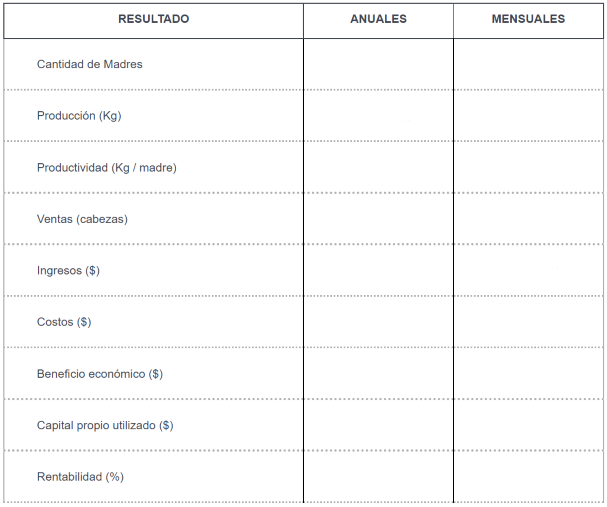 RESULTADO ANUALES MENSUALES
Cantidad de Madres
Producción (Kg)
Productividad (Kg / madre)
Ventas (cabezas)
Ingresos ($)
Costos ($)
Beneficio económico ($)
Capital propio utilizado ($)
Rentabilidad (%)